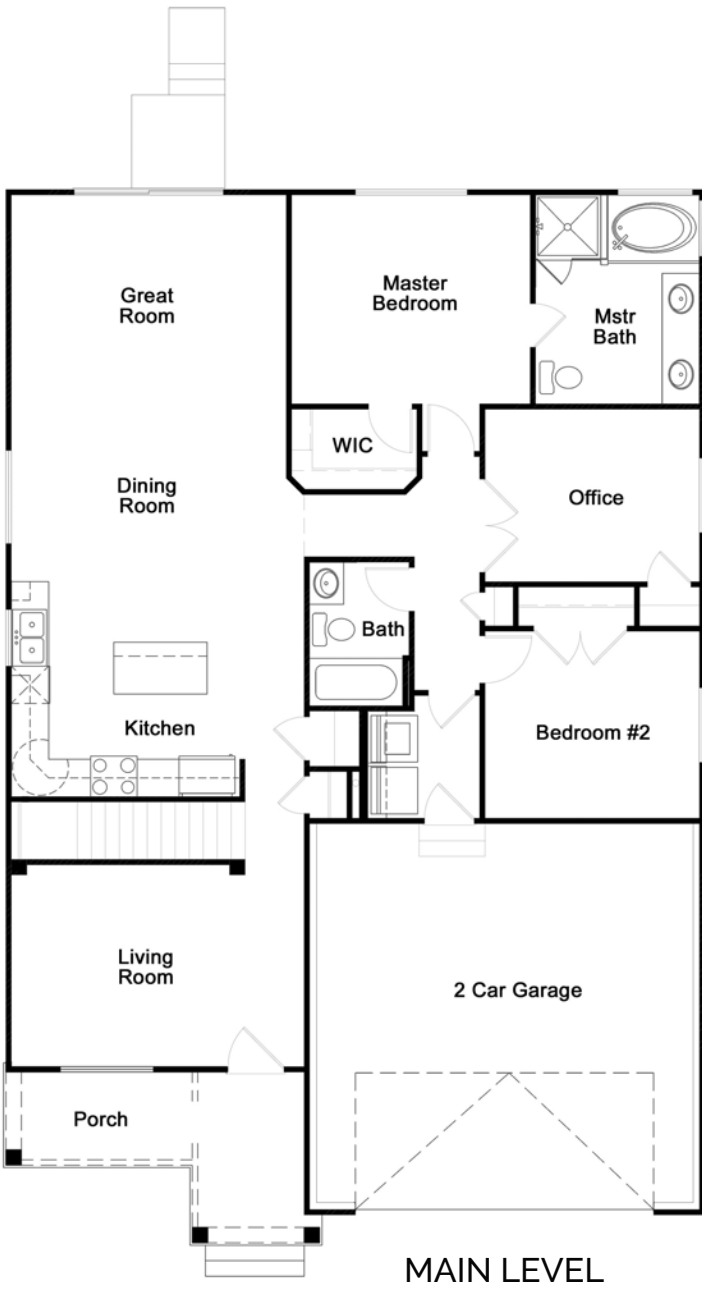 Great
Room
Master
Bedroom
Mstr
Bath
WIC
Dining
Room
Office
Bath
Kitchen
Bedroom #2
Living
Room
2 Car Garage
Porch
MAIN LEVEL